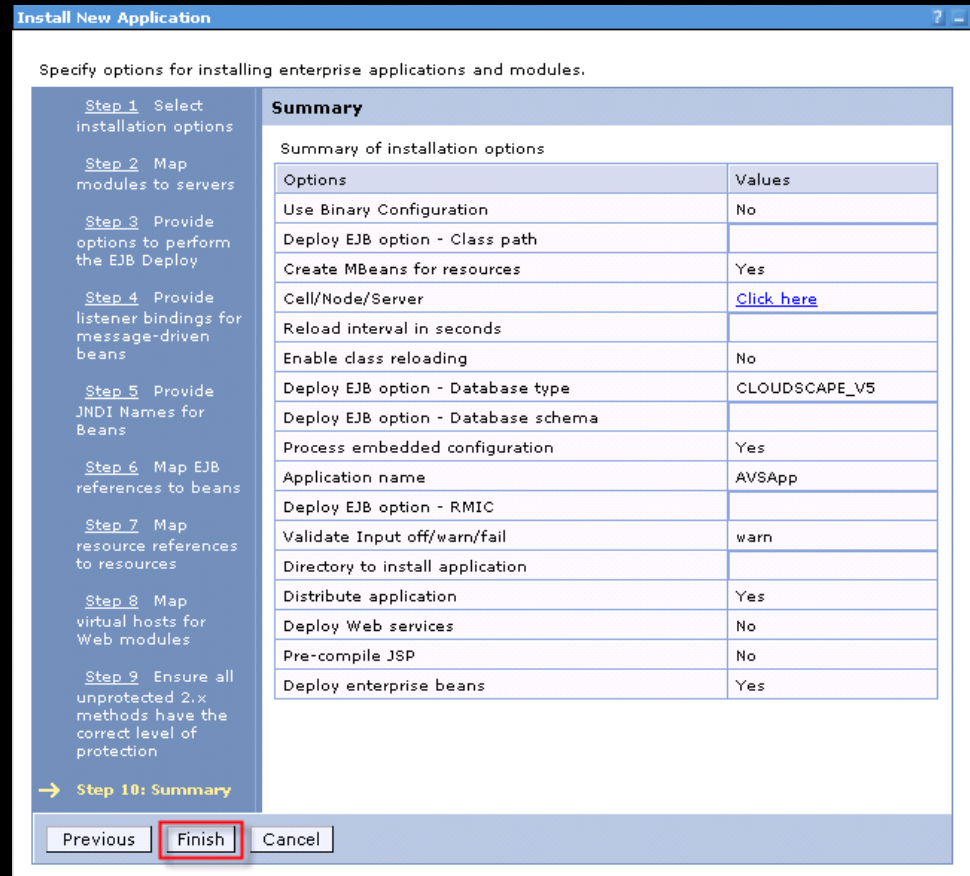 Install New Application
? –
Specify options for installing enterprise applications and modules.
Step 1 Select
installation options
Step 2 Map
modules to servers
Step 3 Provide
options to perform
the EJB Deploy
Step 4 Provide
listener bindings for
message-driven
beans
Step 5 Provide
JNDI Names for
Beans
Step 6 Map EJB
references to beans
Step 7 Map
resource references
to resources
Step 8 Map
virtual hosts for
Web modules
Step 9 Ensure all
unprotected 2.x
methods have the
correct level of
protection
Step 10: Summary
Summary
Summary of installation options
Options Values
Use Binary Configuration No
Deploy EJB option - Class path
Create MBeans for resources Yes
Cell/Node/Server Click here
Reload interval in seconds
Enable class reloading No
Deploy EJB option - Database type CLOUDSCAPE_V5
Deploy EJB option - Database schema
Process embedded configuration Yes
Application name AVSApp
Deploy EJB option - RMIC
Validate Input off/warn/fail warn
Directory to install application
Distribute application Yes
Deploy Web services No
Pre-compile JSP No
Deploy enterprise beans Yes
Previous Finish Cancel